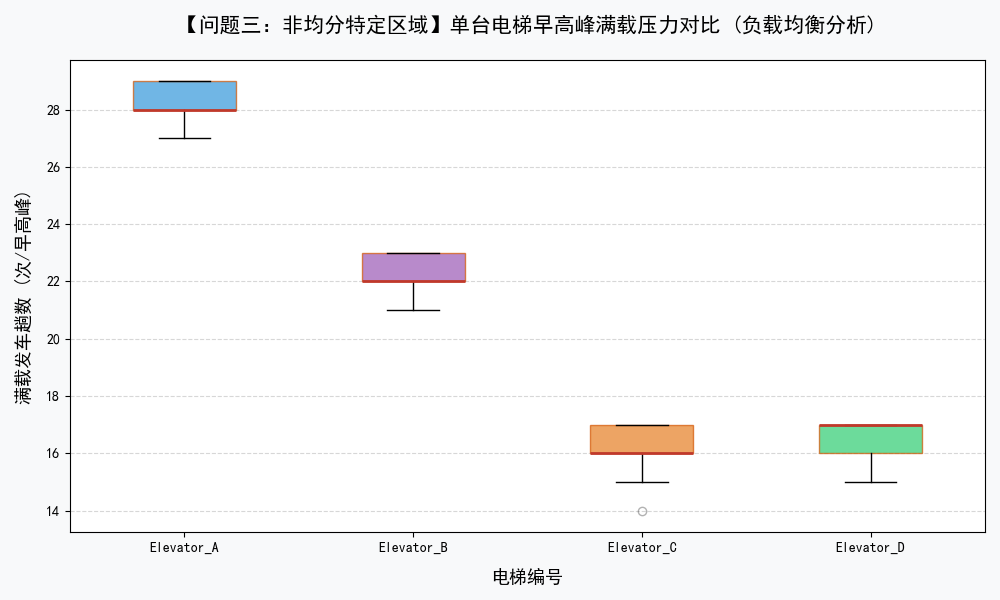 【问题三：非均分特定区域】单台电梯早高峰满载压力对比 (负载均衡分析)
满载发车趟数 (次/早高峰)
28
26
24
22
20
18
16
14
Elevator_A
Elevator_B
Elevator_C
Elevator_D
电梯编号